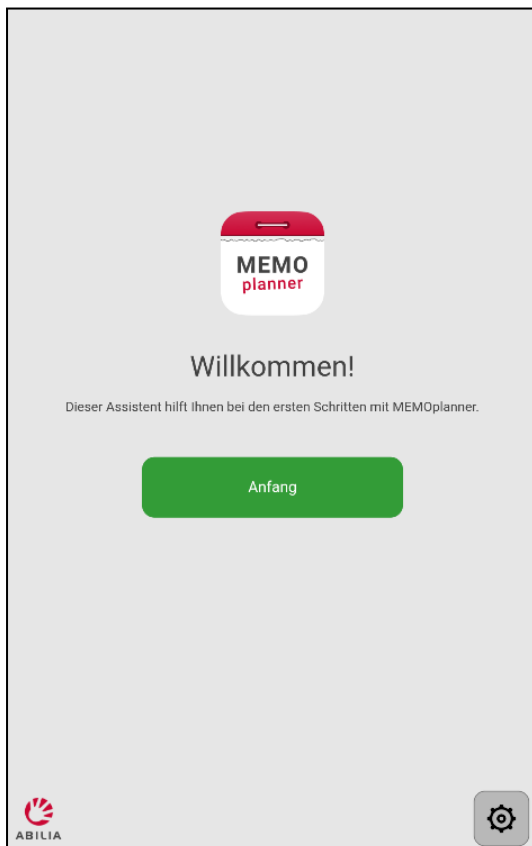 MEMO
planner
Willkommen!
Dieser Assistent hilft Ihnen bei den ersten Schritten mit MEMOplanner.
Anfang
ABILIA